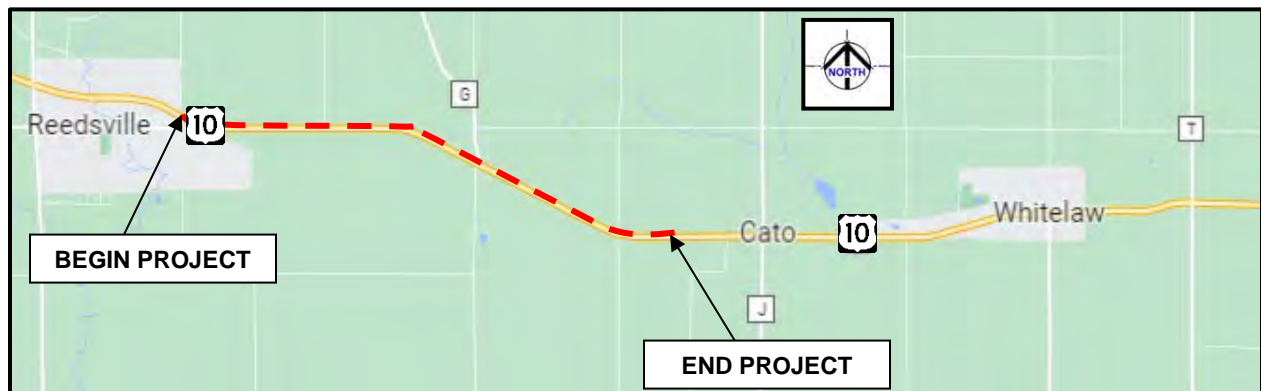 NORTH
G
Reedsville
10
T
Whitelaw
Cato
10
BEGIN PROJECT
J
END PROJECT